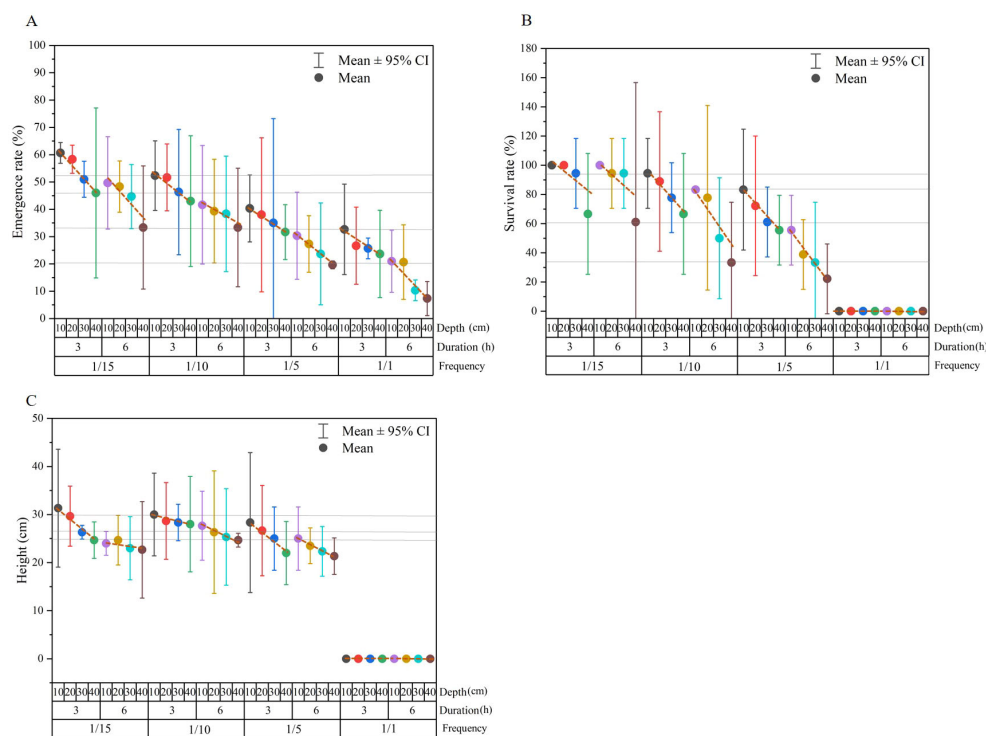 A
100
90
80
70
60
50
40
30
20
10
0
Emergence rate (%)
Mean ± 95% CI
Mean
10 20 30 40 10 20 30 40 10 20 30 40 10 20 30 40 10 20 30 40 10 20 30 40 10 20 30 40 10 20 30 40 Depth(cm)
3 6 3 6 3 6 3 6 Duration(h)
1/15 1/10 1/5 1/1 Frequency
B
180
160
140
120
100
80
60
40
20
0
Survival rate (%)
Mean ± 95% CI
Mean
10 20 30 40 10 20 30 40 10 20 30 40 10 20 30 40 10 20 30 40 10 20 30 40 10 20 30 40 10 20 30 40 Depth(cm)
3 6 3 6 3 6 3 6 Duration(h)
1/15 1/10 1/5 1/1 Frequency
C
50
40
30
20
10
0
Height (cm)
Mean ± 95% CI
Mean
10 20 30 40 10 20 30 40 10 20 30 40 10 20 30 40 10 20 30 40 10 20 30 40 10 20 30 40 10 20 30 40 Depth(cm)
3 6 3 6 3 6 3 6 Duration(h)
1/15 1/10 1/5 1/1 Frequency